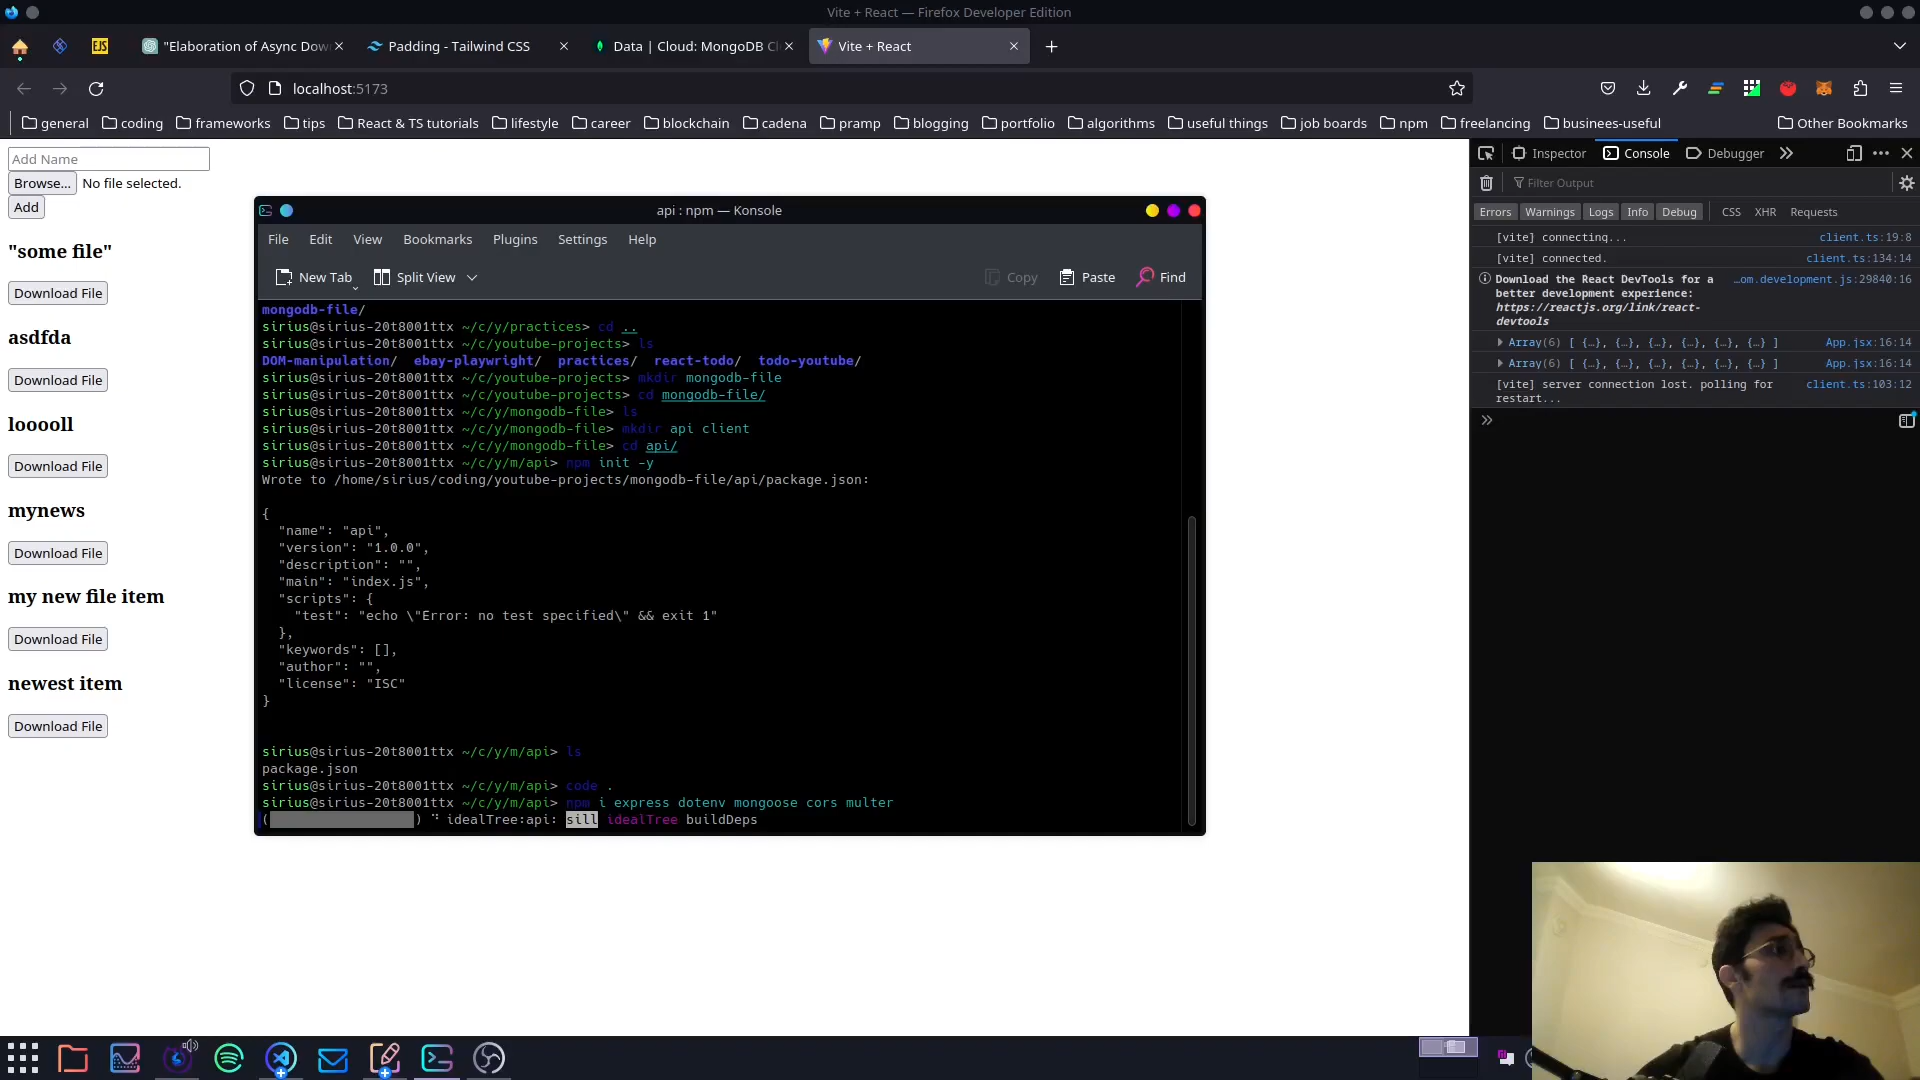 Vite + React — Firefox Developer Edition
EJS
"Elaboration of Async Dow
Padding - Tailwind CSS
Data | Cloud: MongoDB Cl
Vite + React
localhost:5173
general
coding
frameworks
tips
React & TS tutorials
lifestyle
career
blockchain
cadena
pramp
blogging
portfolio
algorithms
useful things
job boards
npm
freelancing
businees-useful
Other Bookmarks
Add Name
Browse... No file selected.
Add
"some file"
Download File
asdfda
Download File
looooll
Download File
mynews
Download File
my new file item
Download File
newest item
Download File
api : npm — Konsole
File Edit View Bookmarks Plugins Settings Help
New Tab Split View Copy Paste Find
mongodb-file/
sirius@sirius-20t8001ttx ~/c/y/practices> cd ..
sirius@sirius-20t8001ttx ~/c/youtube-projects> ls
DOM-manipulation/ ebay-playwright/ practices/ react-todo/ todo-youtube/
sirius@sirius-20t8001ttx ~/c/youtube-projects> mkdir mongodb-file
sirius@sirius-20t8001ttx ~/c/youtube-projects> cd mongodb-file/
sirius@sirius-20t8001ttx ~/c/y/mongodb-file> ls
sirius@sirius-20t8001ttx ~/c/y/mongodb-file> mkdir api client
sirius@sirius-20t8001ttx ~/c/y/mongodb-file> cd api/
sirius@sirius-20t8001ttx ~/c/y/m/api> npm init -y
Wrote to /home/sirius/coding/youtube-projects/mongodb-file/api/package.json:
{
"name": "api",
"version": "1.0.0",
"description": "",
"main": "index.js",
"scripts": {
"test": "echo \"Error: no test specified\" && exit 1"
},
"keywords": [],
"author": "",
"license": "ISC"
}
sirius@sirius-20t8001ttx ~/c/y/m/api> ls
package.json
sirius@sirius-20t8001ttx ~/c/y/m/api> code .
sirius@sirius-20t8001ttx ~/c/y/m/api> npm i express dotenv mongoose cors multer
( ) ⠙ idealTree:api: sill idealTree buildDeps
Inspector Console Debugger
Filter Output
Errors Warnings Logs Info Debug CSS XHR Requests
[vite] connecting... client.ts:19:8
[vite] connected. client.ts:134:14
Download the React DevTools for a …om.development.js:29840:16
better development experience:
https://reactjs.org/link/react-
devtools
Array(6) [ {…}, {…}, {…}, {…}, {…}, {…} ] App.jsx:16:14
Array(6) [ {…}, {…}, {…}, {…}, {…}, {…} ] App.jsx:16:14
[vite] server connection lost. polling for client.ts:103:12
restart...